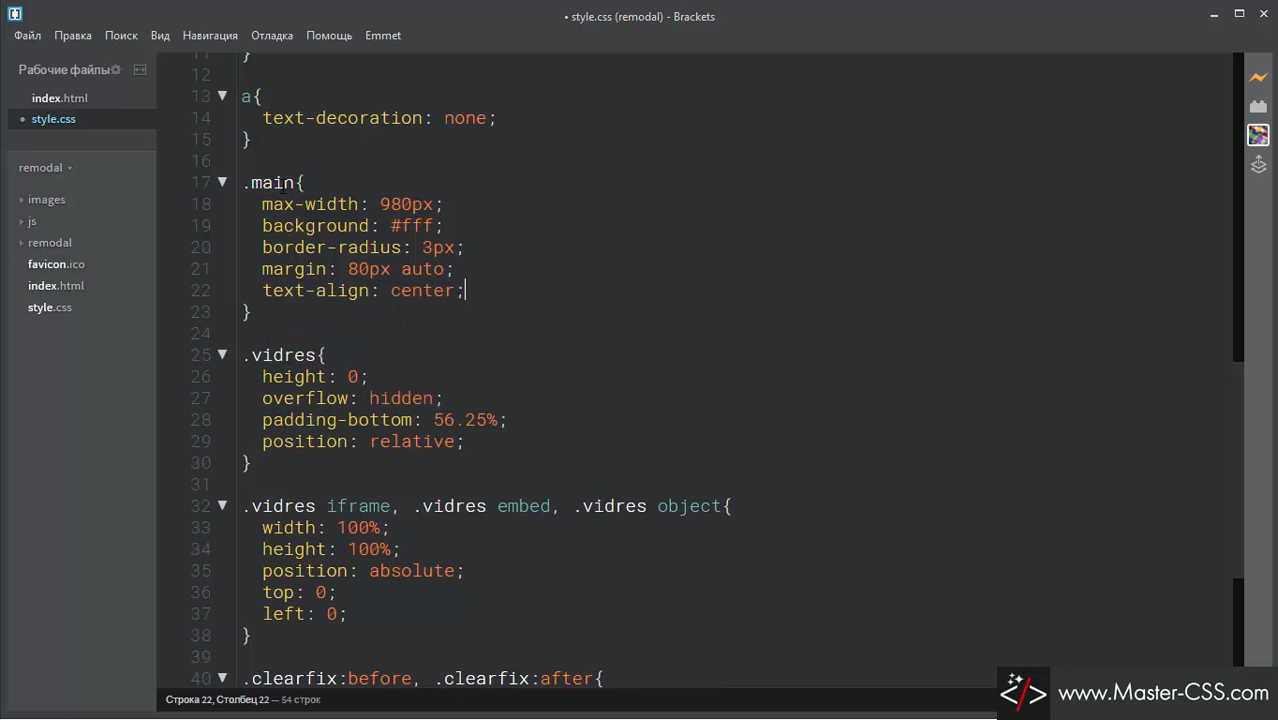 • style.css (remodal) - Brackets
Файл Правка Поиск Вид Навигация Отладка Помощь Emmet
Рабочие файлы
index.html
• style.css
remodal
images
js
remodal
favicon.ico
index.html
style.css
11 }
12
13 a{
14 text-decoration: none;
15 }
16
17 .main{
18 max-width: 980px;
19 background: #fff;
20 border-radius: 3px;
21 margin: 80px auto;
22 text-align: center;
23 }
24
25 .vidres{
26 height: 0;
27 overflow: hidden;
28 padding-bottom: 56.25%;
29 position: relative;
30 }
31
32 .vidres iframe, .vidres embed, .vidres object{
33 width: 100%;
34 height: 100%;
35 position: absolute;
36 top: 0;
37 left: 0;
38 }
39
40 .clearfix:before, .clearfix:after{
Строка 22, Столбец 22 — 54 строк
</> www.Master-CSS.com